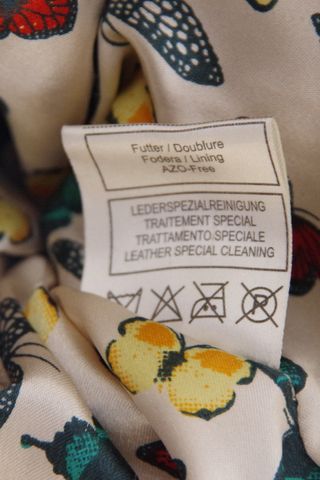 Futter / Doublure
Fodera / Lining
AZO-Free
LEDERSPEZIALREINIGUNG
TRAITEMENT SPECIAL
TRATTAMENTO SPECIALE
LEATHER SPECIAL CLEANING
P